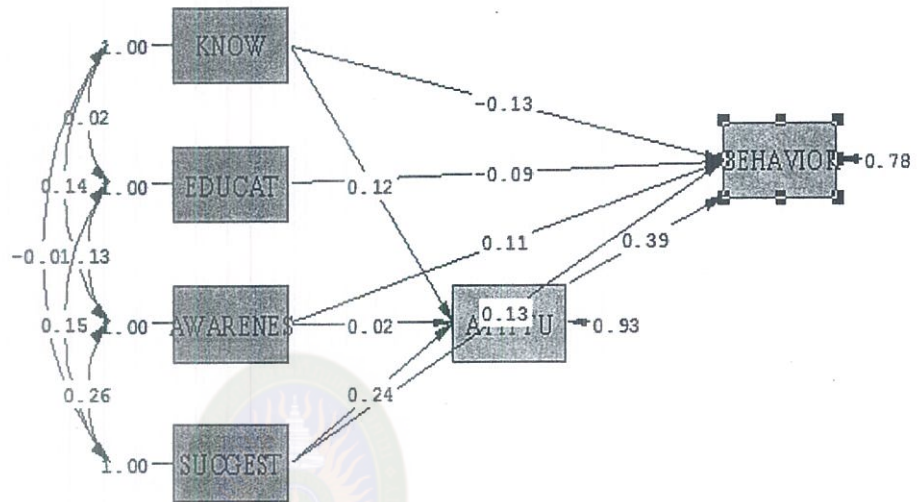 1.00 KNOW
-0.13
0.02
BEHAVIOR 0.78
0.14 1.00 EDUCAT 0.12 -0.09
0.11 0.39
-0.01 .13
0.15 1.00 AWARENES 0.02 0.13 0.93
0.26 0.24
1.00 SUGGEST